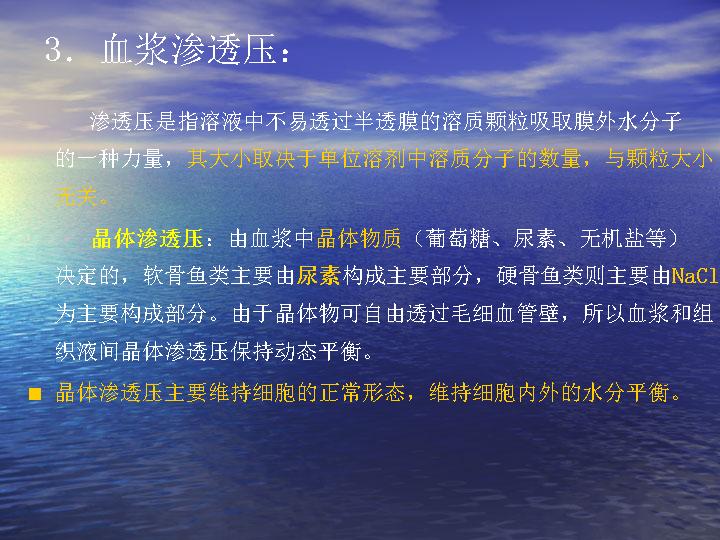 3. 血浆渗透压：
渗透压是指溶液中不易透过半透膜的溶质颗粒吸取膜外水分子
的一种力量，其大小取决于单位溶剂中溶质分子的数量，与颗粒大小
无关。
晶体渗透压：由血浆中晶体物质（葡萄糖、尿素、无机盐等）
决定的，软骨鱼类主要由尿素构成主要部分，硬骨鱼类则主要由NaCl
为主要构成部分。由于晶体物可自由透过毛细血管壁，所以血浆和组
织液间晶体渗透压保持动态平衡。
■ 晶体渗透压主要维持细胞的正常形态，维持细胞内外的水分平衡。